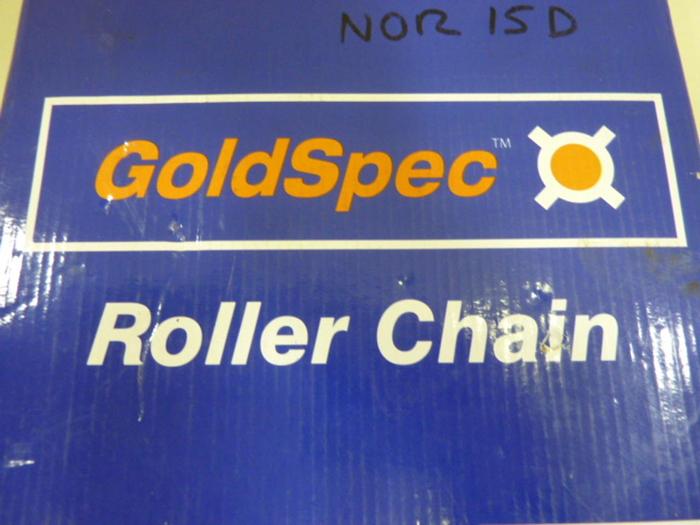 NOR 15D
GoldSpec™
Roller Chain